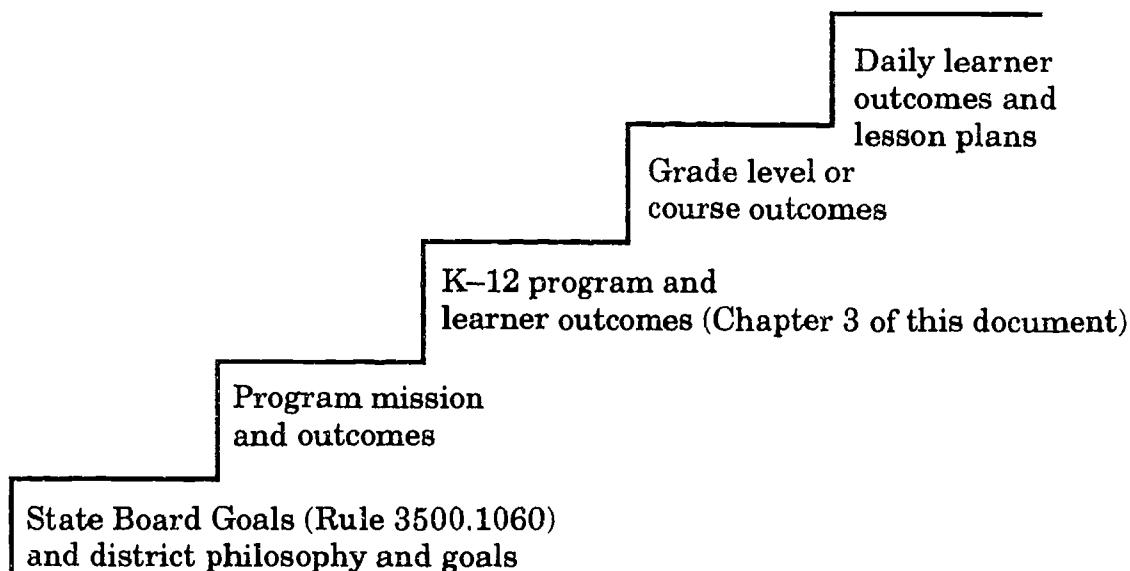 Daily learner
outcomes and
lesson plans
Grade level or
course outcomes
K–12 program and
learner outcomes (Chapter 3 of this document)
Program mission
and outcomes
State Board Goals (Rule 3500.1060)
and district philosophy and goals